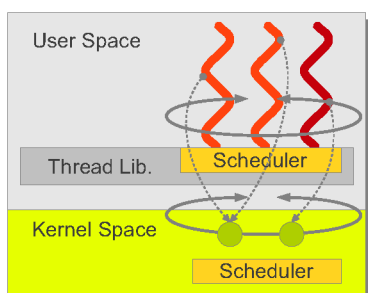 User Space
Thread Lib.
Scheduler
Kernel Space
Scheduler